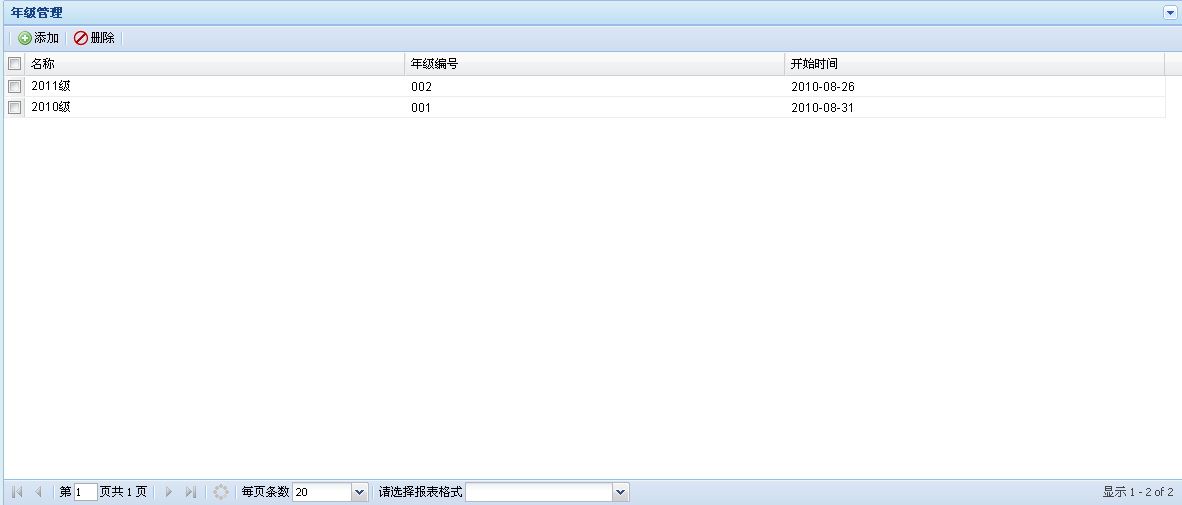 年级管理
添加 删除
名称 年级编号 开始时间
2011级 002 2010-08-26
2010级 001 2010-08-31
第 1 页共 1 页 每页条数 20 请选择报表格式 显示 1 - 2 of 2